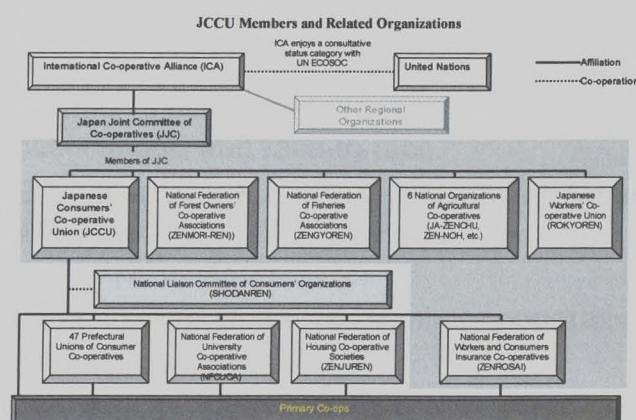 JCCU Members and Related Organizations
ICA enjoys a consultative
status category with
UN ECOSOC
International Co-operative Alliance (ICA)
United Nations
Affiliation
Co-operation
Other Regional
Organizations
Japan Joint Committee of
Co-operatives (JJC)
Members of JJC
Japanese
Consumers'
Co-operative
Union (JCCU)
National Federation
of Forest Owners'
Co-operative
Associations
(ZENMORI-REN))
National Federation
of Fisheries
Co-operative
Associations
(ZENGYOREN)
6 National Organizations
of Agricultural
Co-operatives
(JA-ZENCHU,
ZEN-NOH, etc.)
Japanese
Workers' Co-
operative Union
(ROKYOREN)
National Liaison Committee of Consumers' Organizations
(SHODANREN)
47 Prefectural
Unions of Consumer
Co-operatives
National Federation of
University
Co-operative
Associations
(NFCUCA)
National Federation of
Housing Co-operative
Societies
(ZENJUREN)
National Federation of
Workers and Consumers
Insurance Co-operatives
(ZENROSAI)
Primary Co-ops